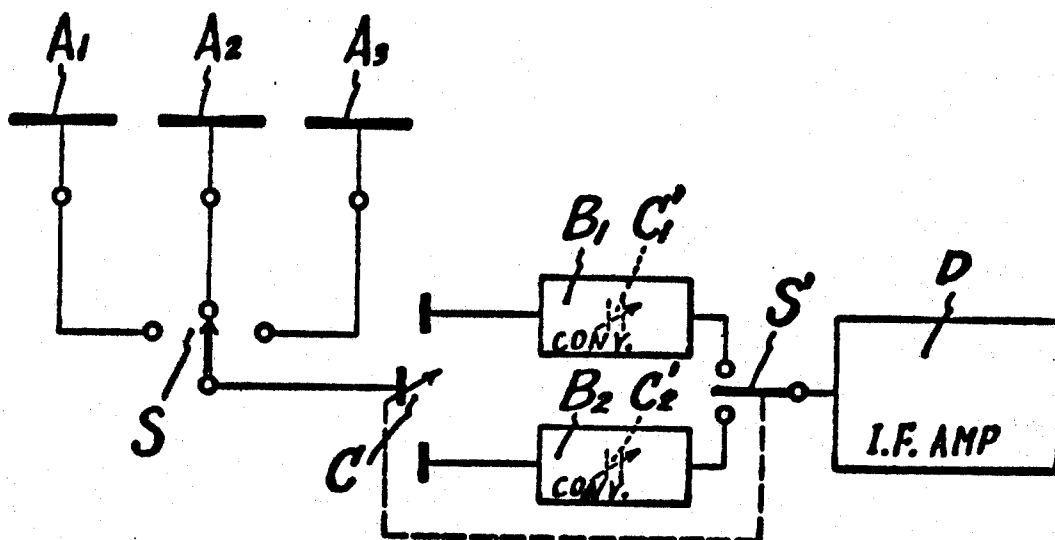 A1 A2 A3
B1 C1'
CONV.
S'
D
S
C
B2 C2'
CONV.
I.F. AMP